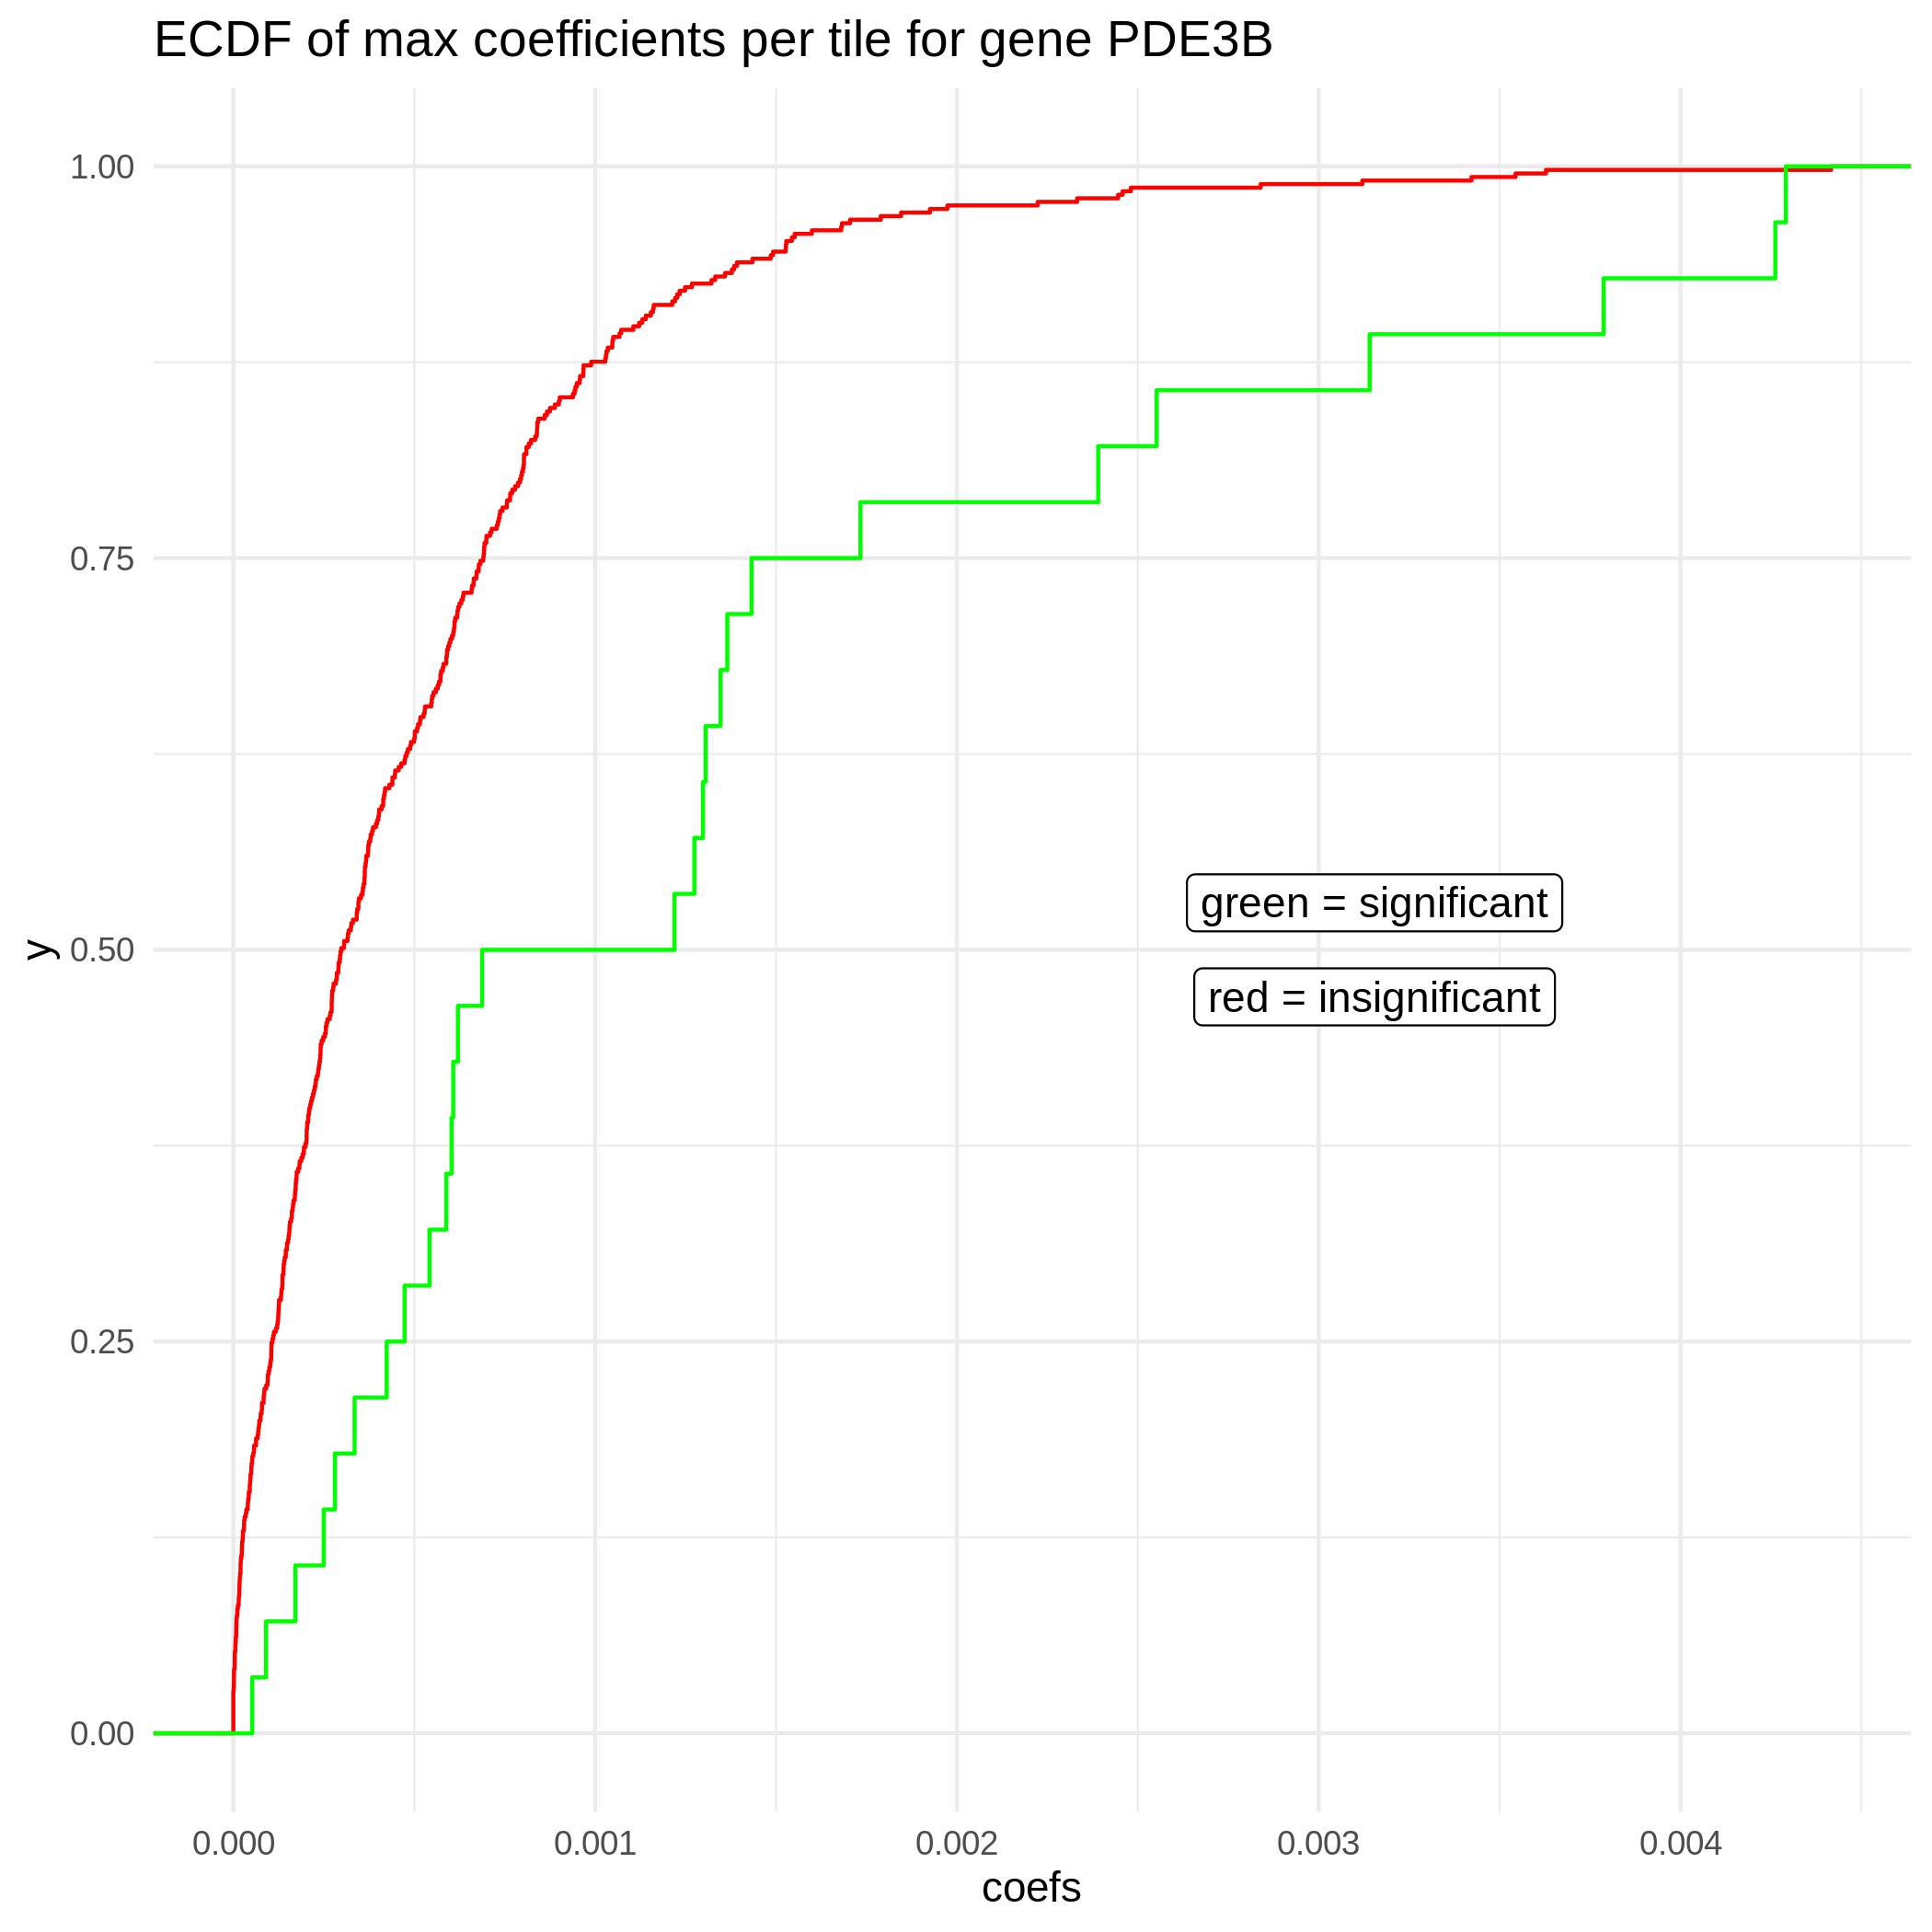 ECDF of max coefficients per tile for gene PDE3B
1.00
0.75
0.50
0.25
0.00
y
green = significant
red = insignificant
0.000 0.001 0.002 0.003 0.004
coefs